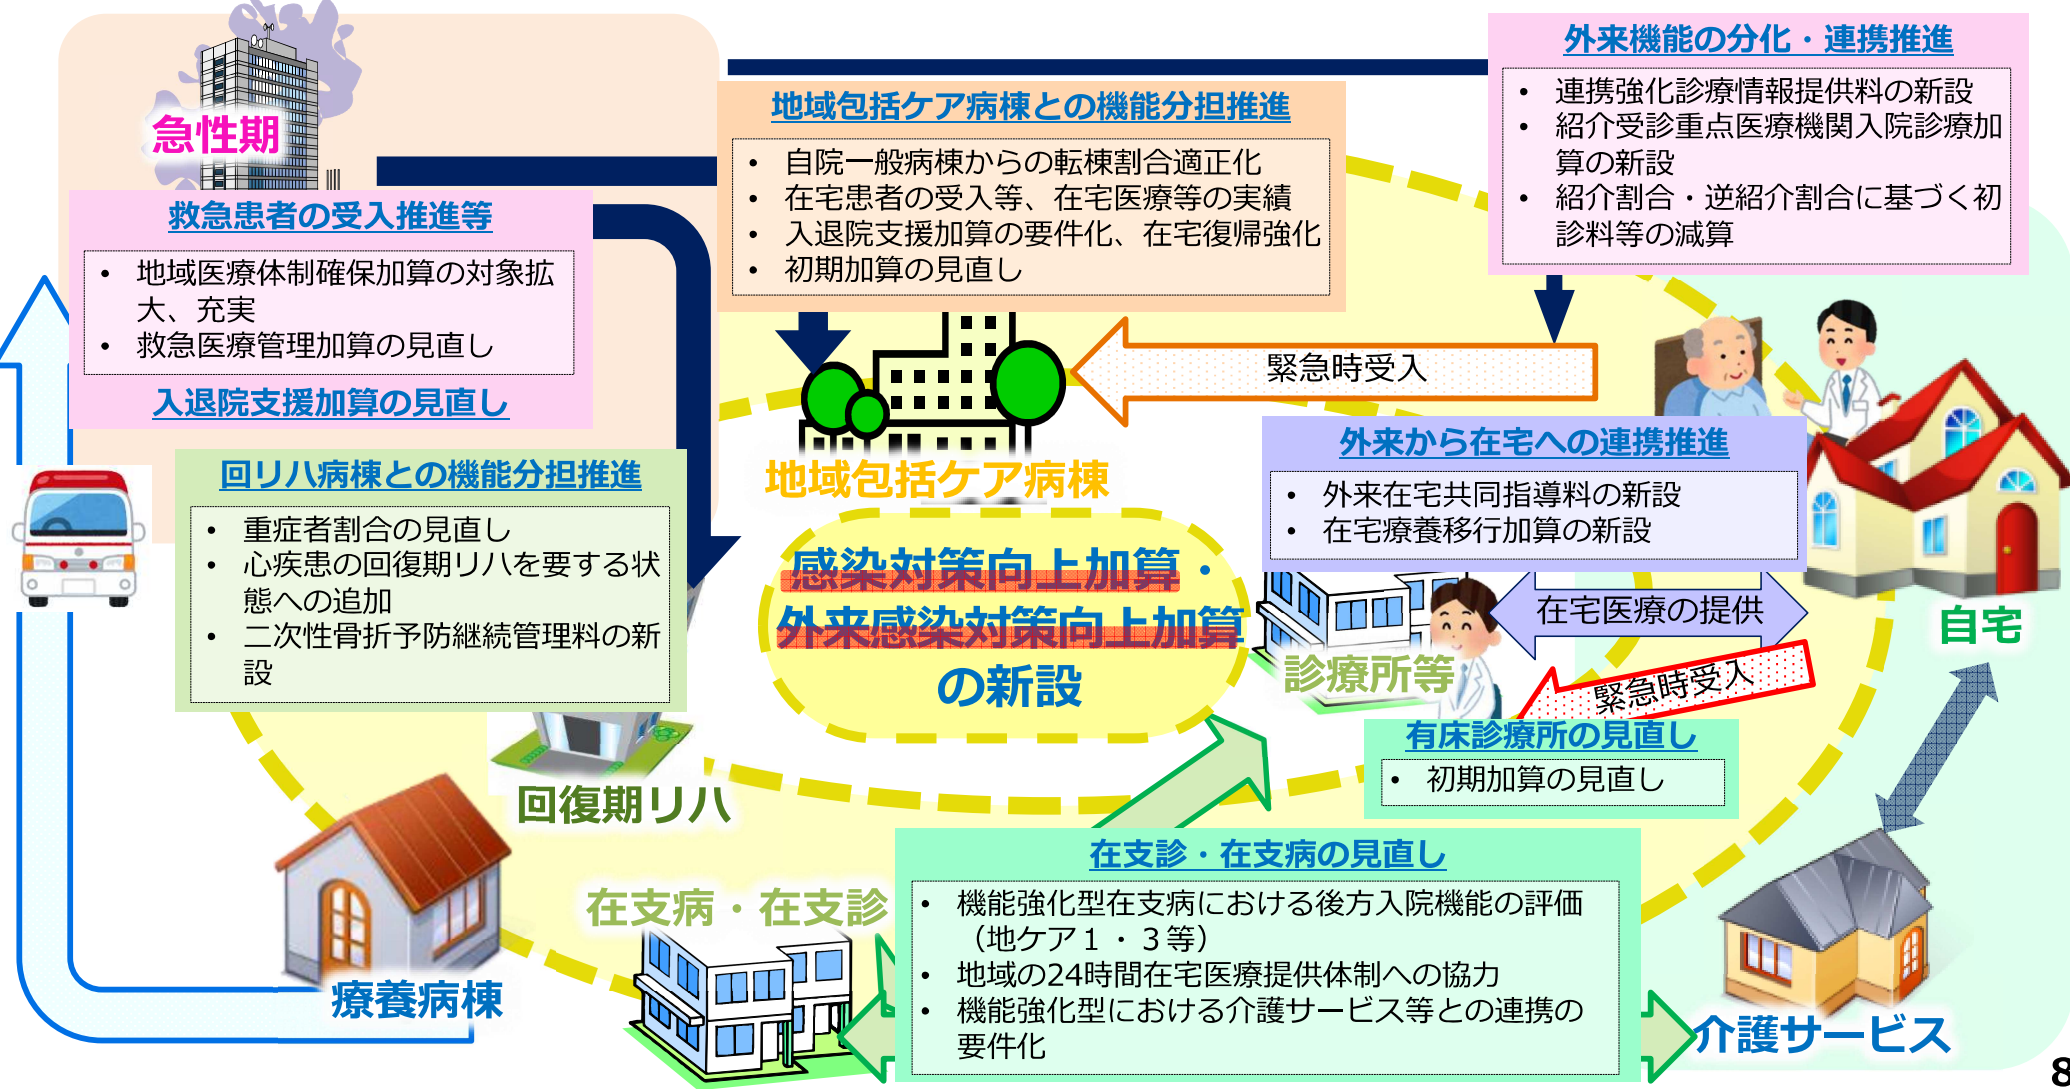 急性期
救急患者の受入推進等
• 地域医療体制確保加算の対象拡
大、充実
• 救急医療管理加算の見直し
入退院支援加算の見直し
地域包括ケア病棟との機能分担推進
• 自院一般病棟からの転棟割合適正化
• 在宅患者の受入等、在宅医療等の実績
• 入退院支援加算の要件化、在宅復帰強化
• 初期加算の見直し
外来機能の分化・連携推進
• 連携強化診療情報提供料の新設
• 紹介受診重点医療機関入院診療加
算の新設
• 紹介割合・逆紹介割合に基づく初
診料等の減算
緊急時受入
地域包括ケア病棟
回リハ病棟との機能分担推進
• 重症者割合の見直し
• 心疾患の回復期リハを要する状
態への追加
• 二次性骨折予防継続管理料の新
設
回復期リハ
感染対策向上加算・
外来感染対策向上加算
の新設
外来から在宅への連携推進
• 外来在宅共同指導料の新設
• 在宅療養移行加算の新設
在宅医療の提供
自宅
診療所等
緊急時受入
有床診療所の見直し
• 初期加算の見直し
在支診・在支病の見直し
• 機能強化型在支病における後方入院機能の評価
（地ケア１・３等）
• 地域の24時間在宅医療提供体制への協力
• 機能強化型における介護サービス等との連携の
要件化
在支病・在支診
療養病棟
介護サービス
8